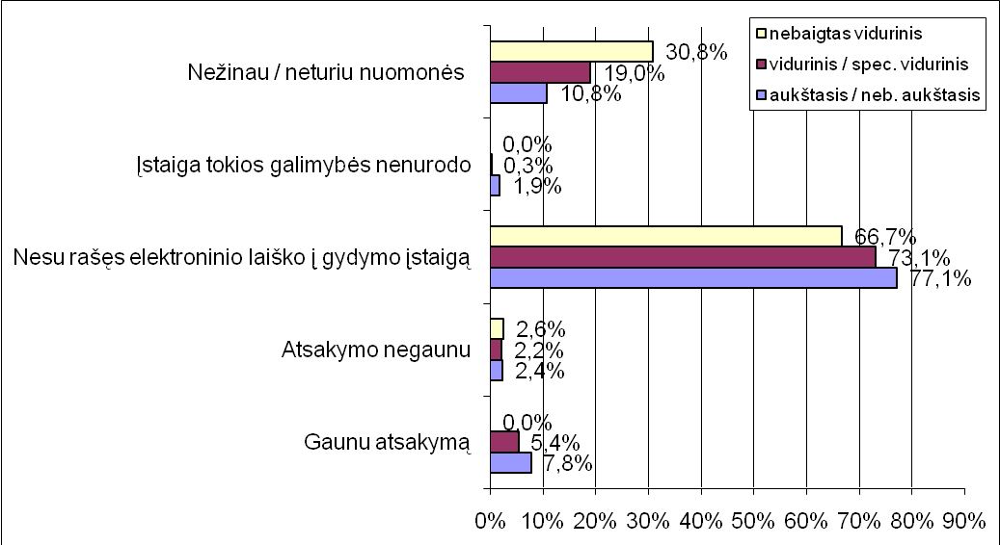 nebaigtas vidurinis
vidurinis / spec. vidurinis
aukštasis / neb. aukštasis
Nežinau / neturiu nuomonės
30,8%
19,0%
10,8%
Įstaiga tokios galimybės nenurodo
0,0%
0,3%
1,9%
Nesu rašęs elektroninio laiško į gydymo įstaigą
66,7%
73,1%
77,1%
Atsakymo negaunu
2,6%
2,2%
2,4%
Gaunu atsakymą
0,0%
5,4%
7,8%
0% 10% 20% 30% 40% 50% 60% 70% 80% 90%